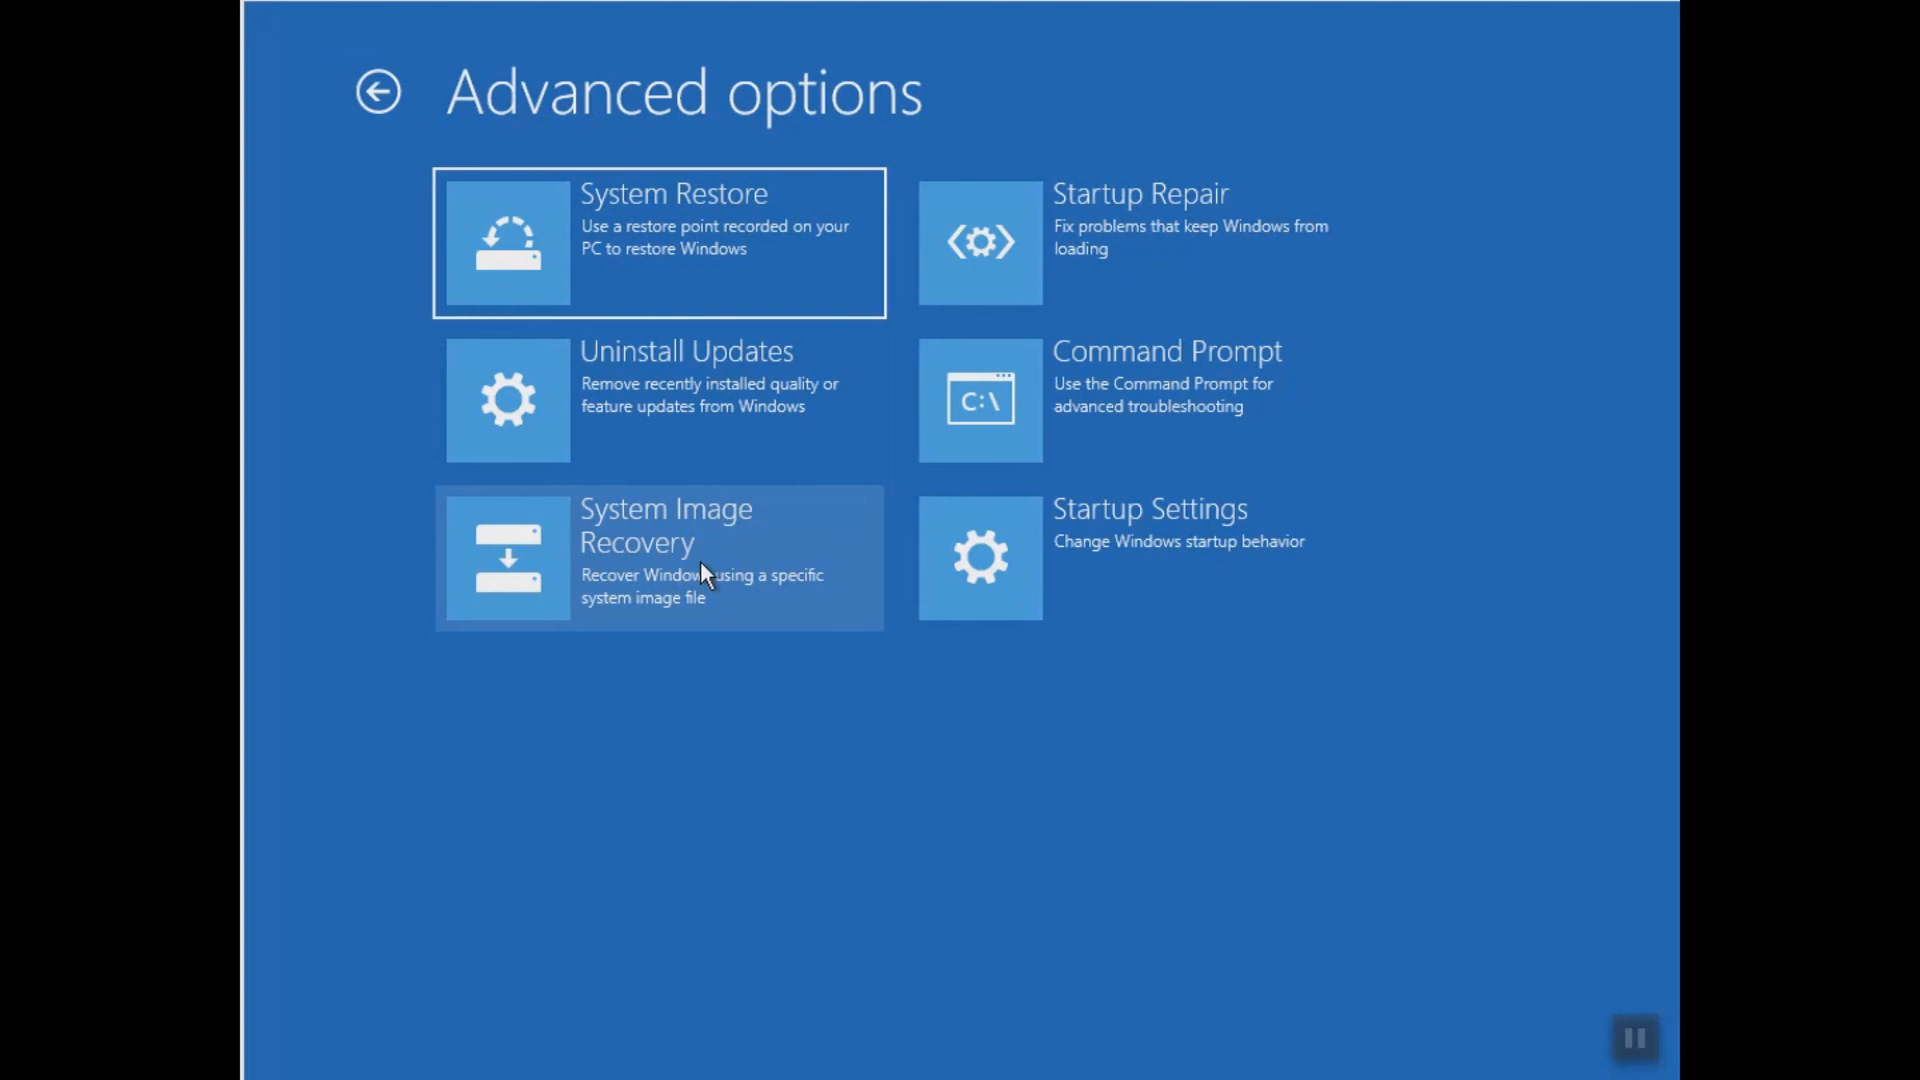 Advanced options
System Restore
Use a restore point recorded on your
PC to restore Windows
Startup Repair
Fix problems that keep Windows from
loading
Uninstall Updates
Remove recently installed quality or
feature updates from Windows
Command Prompt
Use the Command Prompt for
advanced troubleshooting
C:\
System Image
Recovery
Recover Windows using a specific
system image file
Startup Settings
Change Windows startup behavior